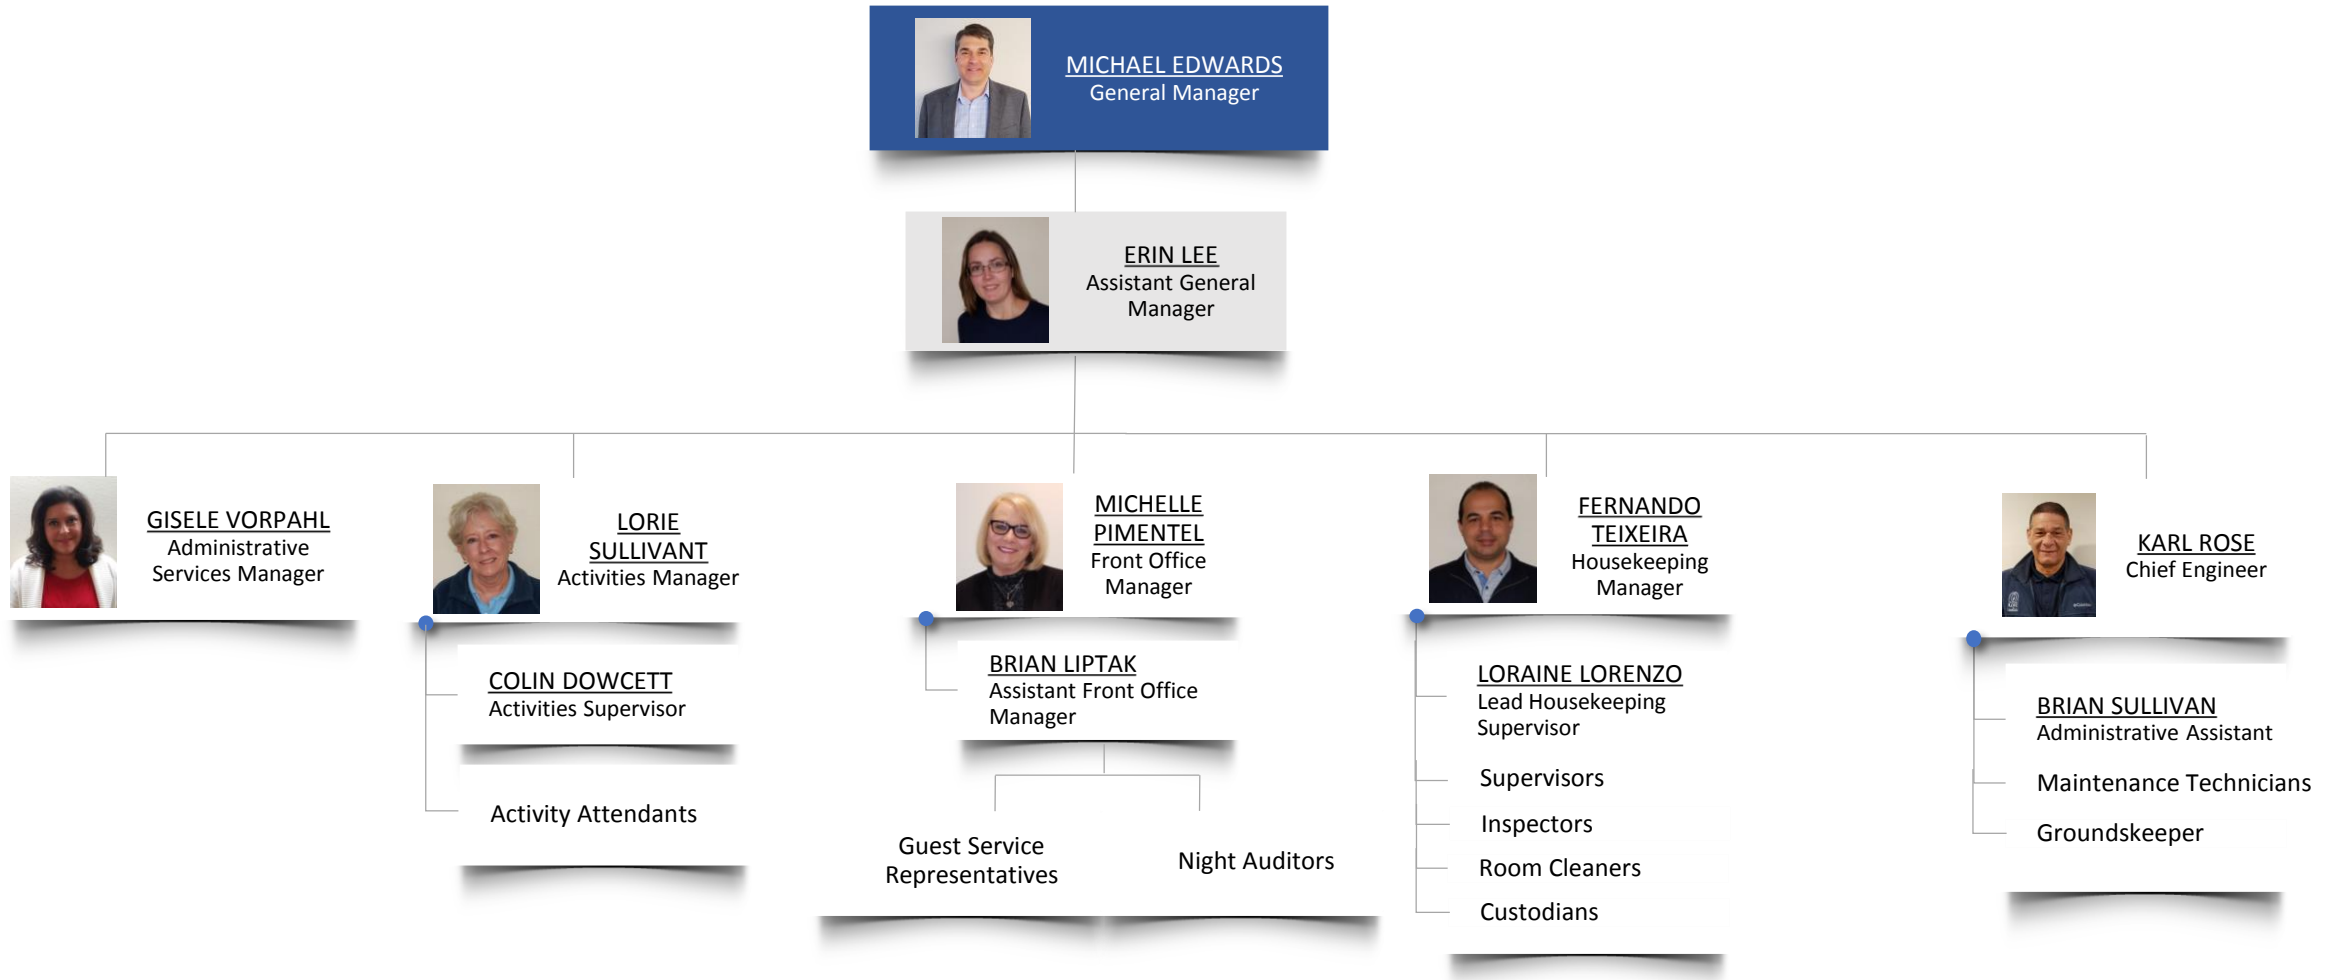 MICHAEL EDWARDS
General Manager
ERIN LEE
Assistant General
Manager
GISELE VORPAHL
Administrative
Services Manager
LORIE
SULLIVANT
Activities Manager
MICHELLE
PIMENTEL
Front Office
Manager
FERNANDO
TEIXEIRA
Housekeeping
Manager
KARL ROSE
Chief Engineer
COLIN DOWCETT
Activities Supervisor
Activity Attendants
BRIAN LIPTAK
Assistant Front Office
Manager
Guest Service
Representatives
Night Auditors
LORAINE LORENZO
Lead Housekeeping
Supervisor
Supervisors
Inspectors
Room Cleaners
Custodians
BRIAN SULLIVAN
Administrative Assistant
Maintenance Technicians
Groundskeeper